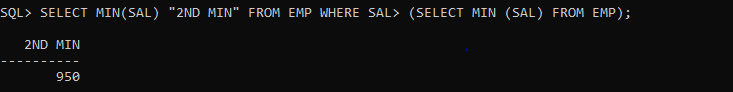 SQL> SELECT MIN(SAL) "2ND MIN" FROM EMP WHERE SAL> (SELECT MIN (SAL) FROM EMP);
2ND MIN
----------
950